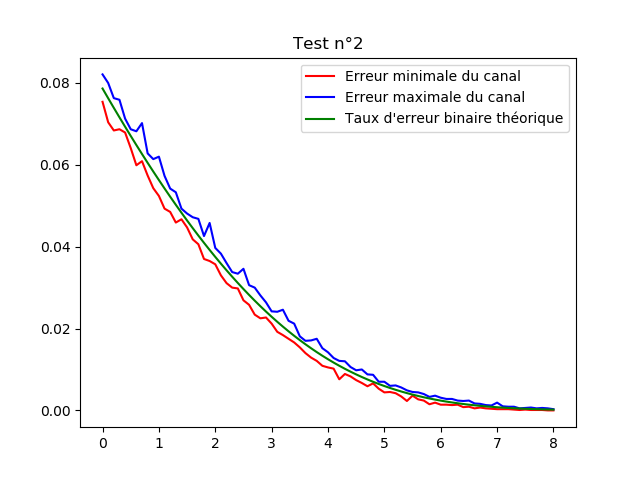 Test n°2
Erreur minimale du canal
Erreur maximale du canal
Taux d'erreur binaire théorique
0.08
0.06
0.04
0.02
0.00
0 1 2 3 4 5 6 7 8